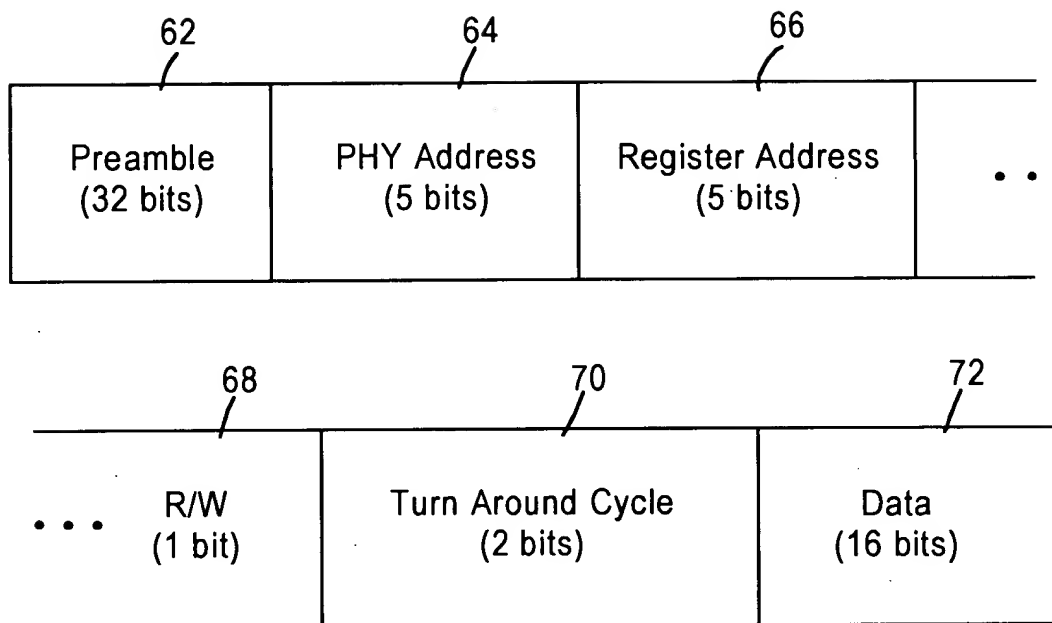 62 64 66
Preamble PHY Address Register Address
(32 bits) (5 bits) (5 bits)
68 70 72
R/W Turn Around Cycle Data
(1 bit) (2 bits) (16 bits)